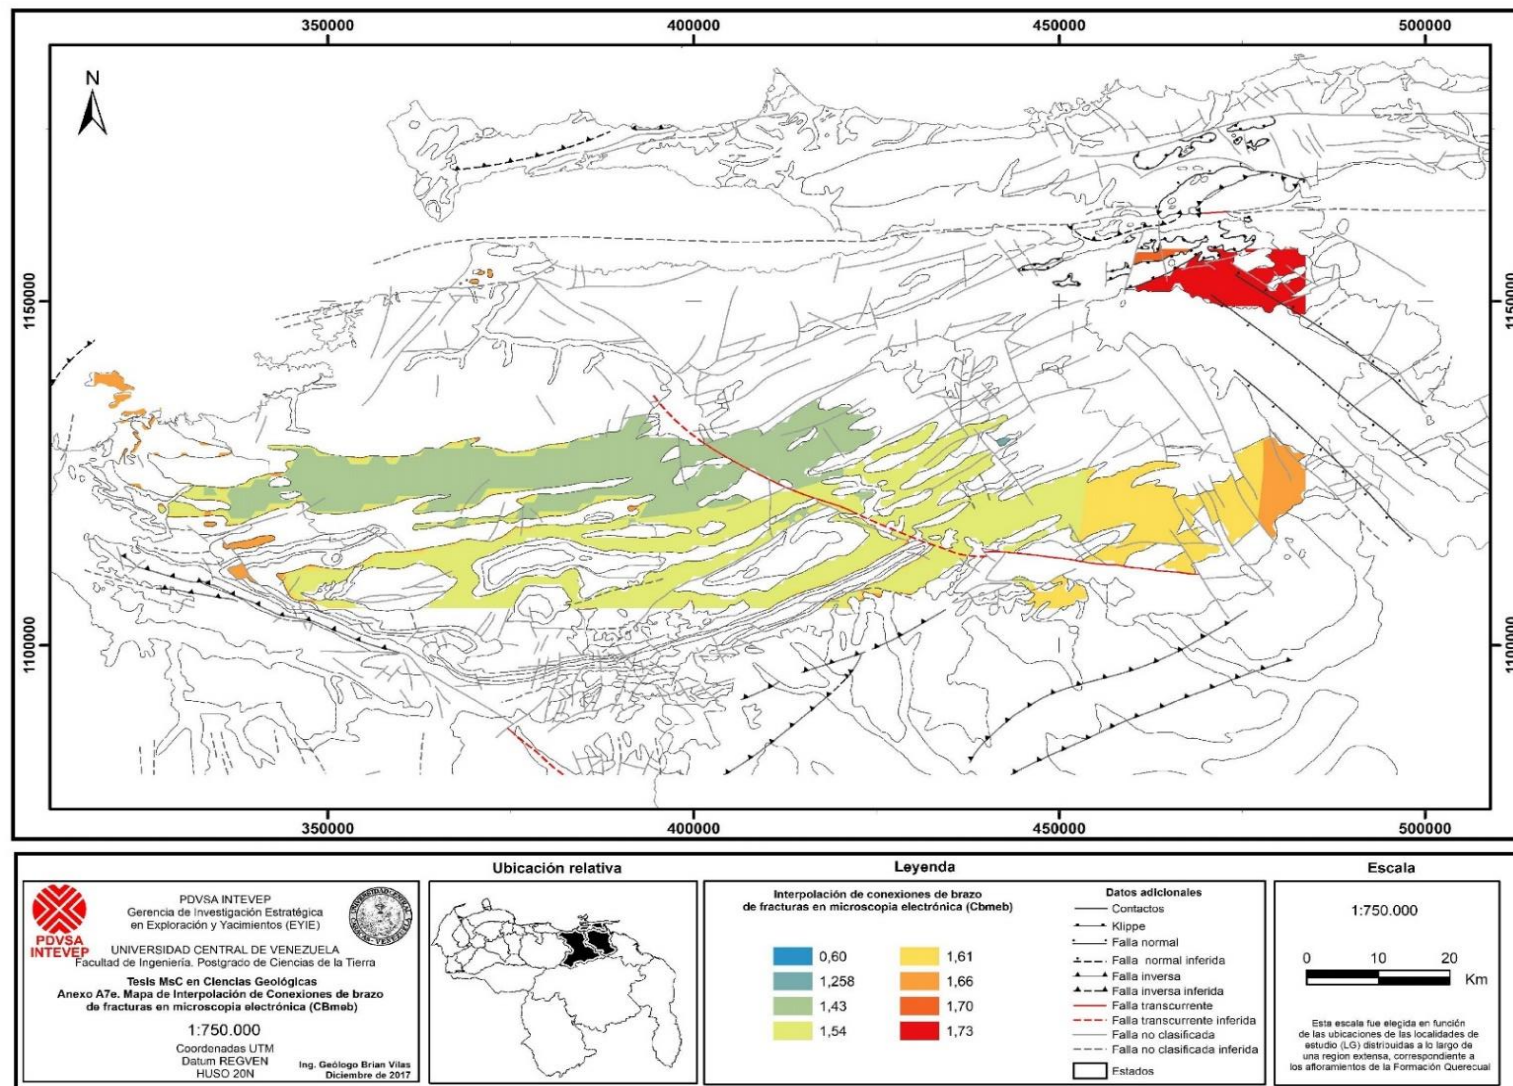 350000 400000 450000 500000
N
1150000 1150000
1100000 1100000
350000 400000 450000 500000
PDVSA
INTEVEP
PDVSA INTEVEP
Gerencia de Investigación Estratégica
en Exploración y Yacimientos (EYIE)
UNIVERSIDAD CENTRAL DE VENEZUELA
Facultad de Ingeniería. Postgrado de Ciencias de la Tierra
Tesis MsC en Ciencias Geológicas
Anexo A7e. Mapa de Interpolación de Conexiones de brazo
de fracturas en microscopia electrónica (CBmeb)
1:750.000
Coordenadas UTM
Datum REGVEN
HUSO 20N
Ing. Geólogo Brian Vilas
Diciembre de 2017
Ubicación relativa
Leyenda
Interpolación de conexiones de brazo
de fracturas en microscopia electrónica (Cbmeb)
0,60
1,258
1,43
1,54
1,61
1,66
1,70
1,73
Datos adicionales
Contactos
Klippe
Falla normal
Falla normal inferida
Falla inversa
Falla inversa inferida
Falla transcurrente
Falla transcurrente inferida
Falla no clasificada
Falla no clasificada inferida
Estados
Escala
1:750.000
0 10 20
Km
Esta escala fue elegida en función
de las ubicaciones de las localidades de
estudio (LG) distribuidas a lo largo de
una region extensa, correspondiente a
los afloramientos de la Formación Querecual